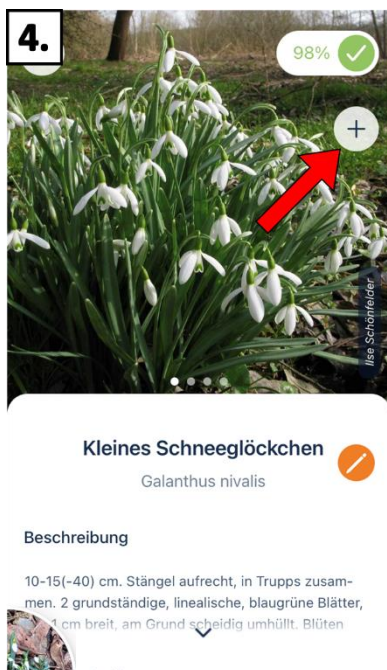 4.
98%
Ilse Schönfelder
Kleines Schneeglöckchen
Galanthus nivalis
Beschreibung
10-15(-40) cm. Stängel aufrecht, in Trupps zusam-
men. 2 grundständige, linealische, blaugrüne Blätter,
1 cm breit, am Grund scheidig umhüllt. Blüten